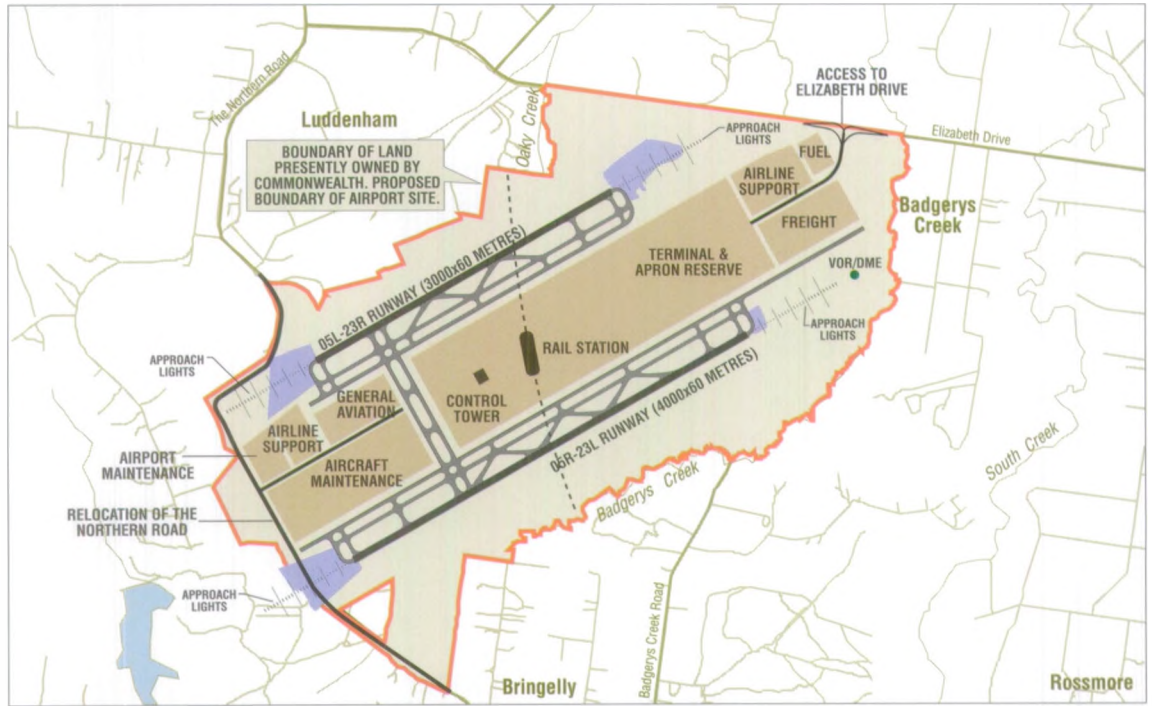 ACCESS TO
ELIZABETH DRIVE
The Northern Road
Luddenham
Oaky Creek
APPROACH
LIGHTS
Elizabeth Drive
BOUNDARY OF LAND
PRESENTLY OWNED BY
COMMONWEALTH. PROPOSED
BOUNDARY OF AIRPORT SITE.
FUEL
AIRLINE
SUPPORT
FREIGHT
Badgerys
Creek
TERMINAL &
APRON RESERVE
VOR/DME
05L-23R RUNWAY (3000x60 METRES)
APPROACH
LIGHTS
RAIL STATION
APPROACH
LIGHTS
GENERAL
AVIATION
CONTROL
TOWER
AIRLINE
SUPPORT
05R-23L RUNWAY (4000x60 METRES)
AIRPORT
MAINTENANCE
AIRCRAFT
MAINTENANCE
South Creek
Badgerys Creek
RELOCATION OF THE
NORTHERN ROAD
APPROACH
LIGHTS
Badgerys Creek Road
Bringelly
Rossmore